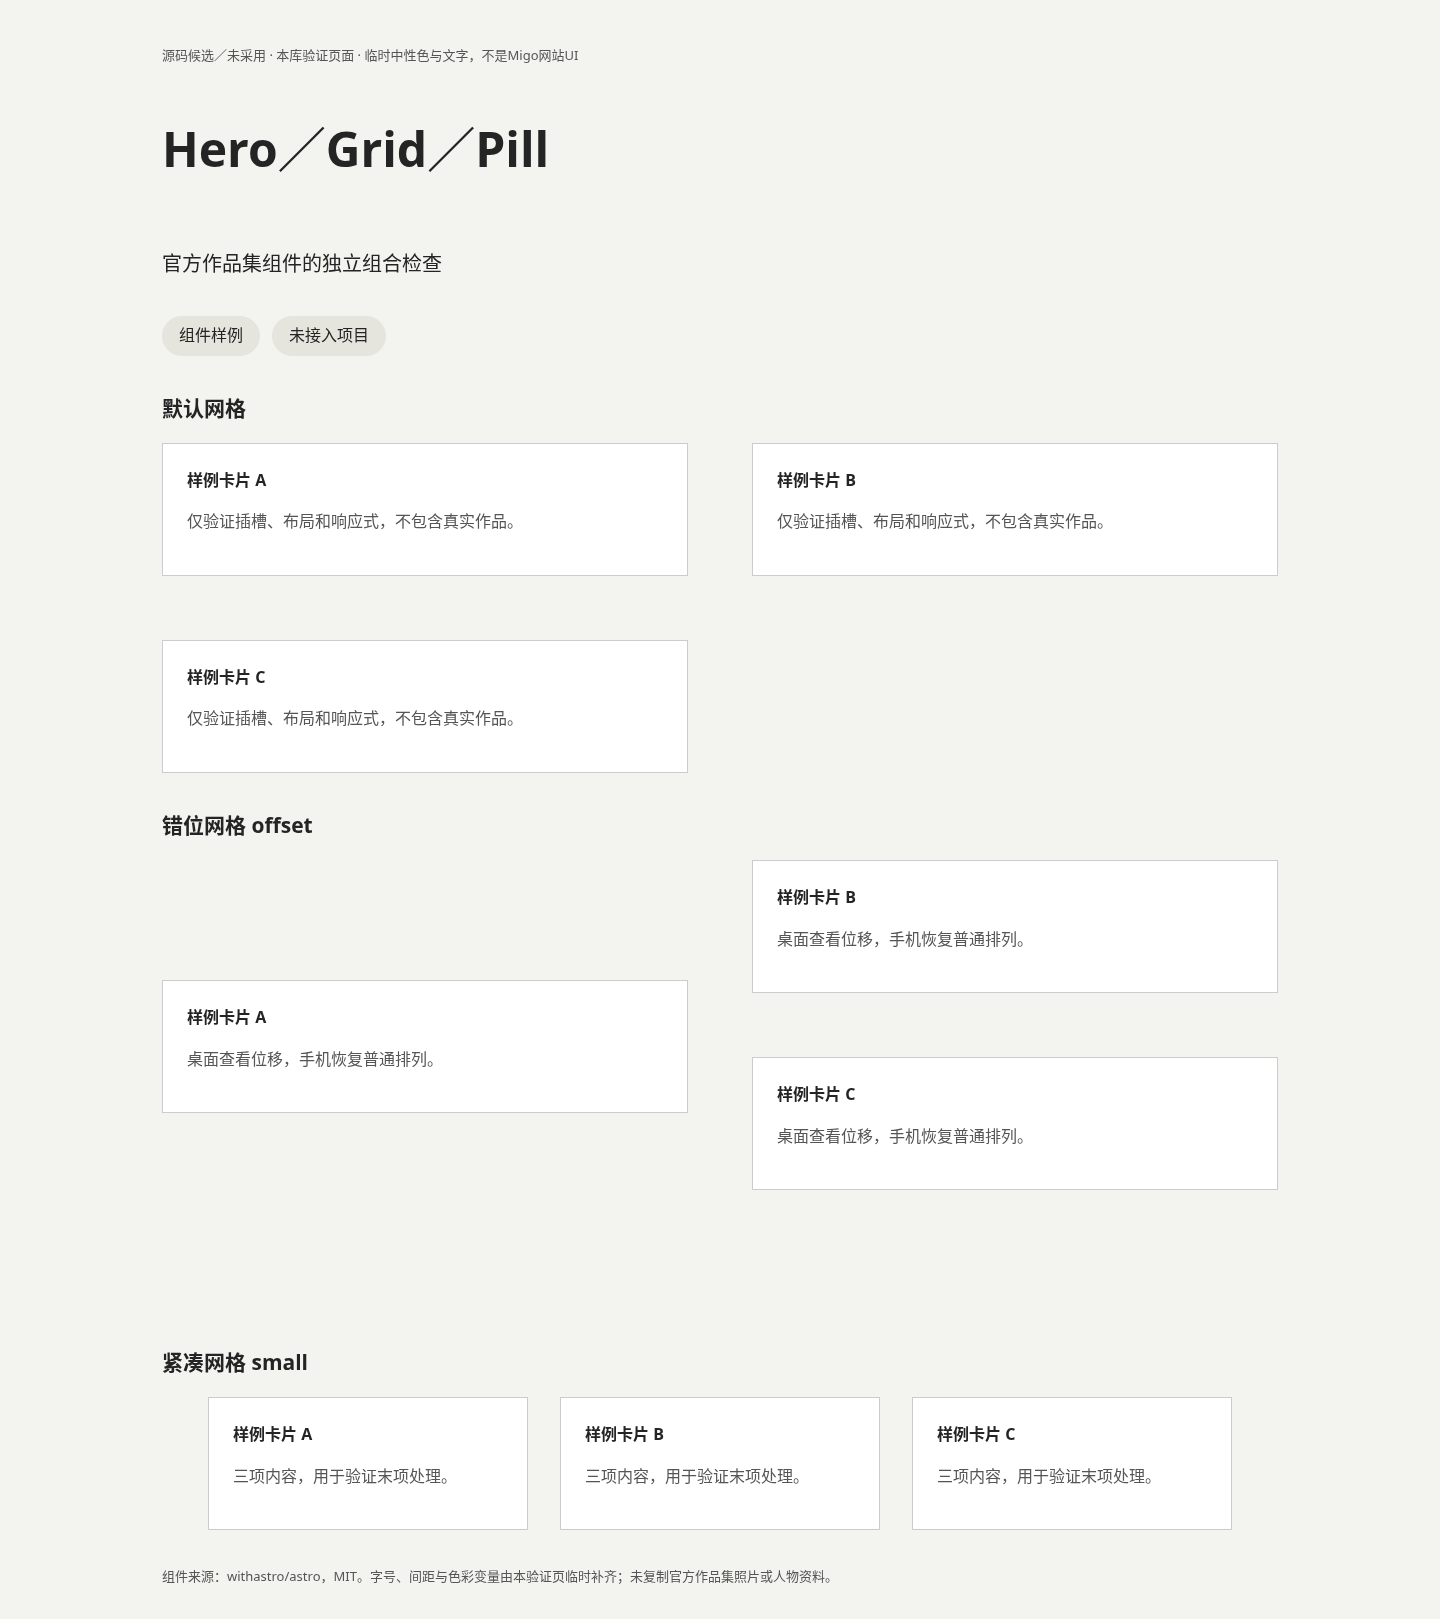 源码候选／未采用 · 本库验证页面 · 临时中性色与文字，不是Migo网站UI
Hero／Grid／Pill
官方作品集组件的独立组合检查
组件样例
未接入项目
默认网格
样例卡片 A
仅验证插槽、布局和响应式，不包含真实作品。
样例卡片 B
仅验证插槽、布局和响应式，不包含真实作品。
样例卡片 C
仅验证插槽、布局和响应式，不包含真实作品。
错位网格 offset
样例卡片 B
桌面查看位移，手机恢复普通排列。
样例卡片 A
桌面查看位移，手机恢复普通排列。
样例卡片 C
桌面查看位移，手机恢复普通排列。
紧凑网格 small
样例卡片 A
三项内容，用于验证末项处理。
样例卡片 B
三项内容，用于验证末项处理。
样例卡片 C
三项内容，用于验证末项处理。
组件来源：withastro/astro，MIT。字号、间距与色彩变量由本验证页临时补齐；未复制官方作品集照片或人物资料。